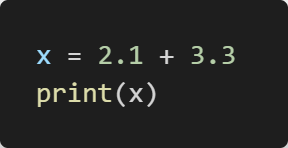 x = 2.1 + 3.3
print(x)